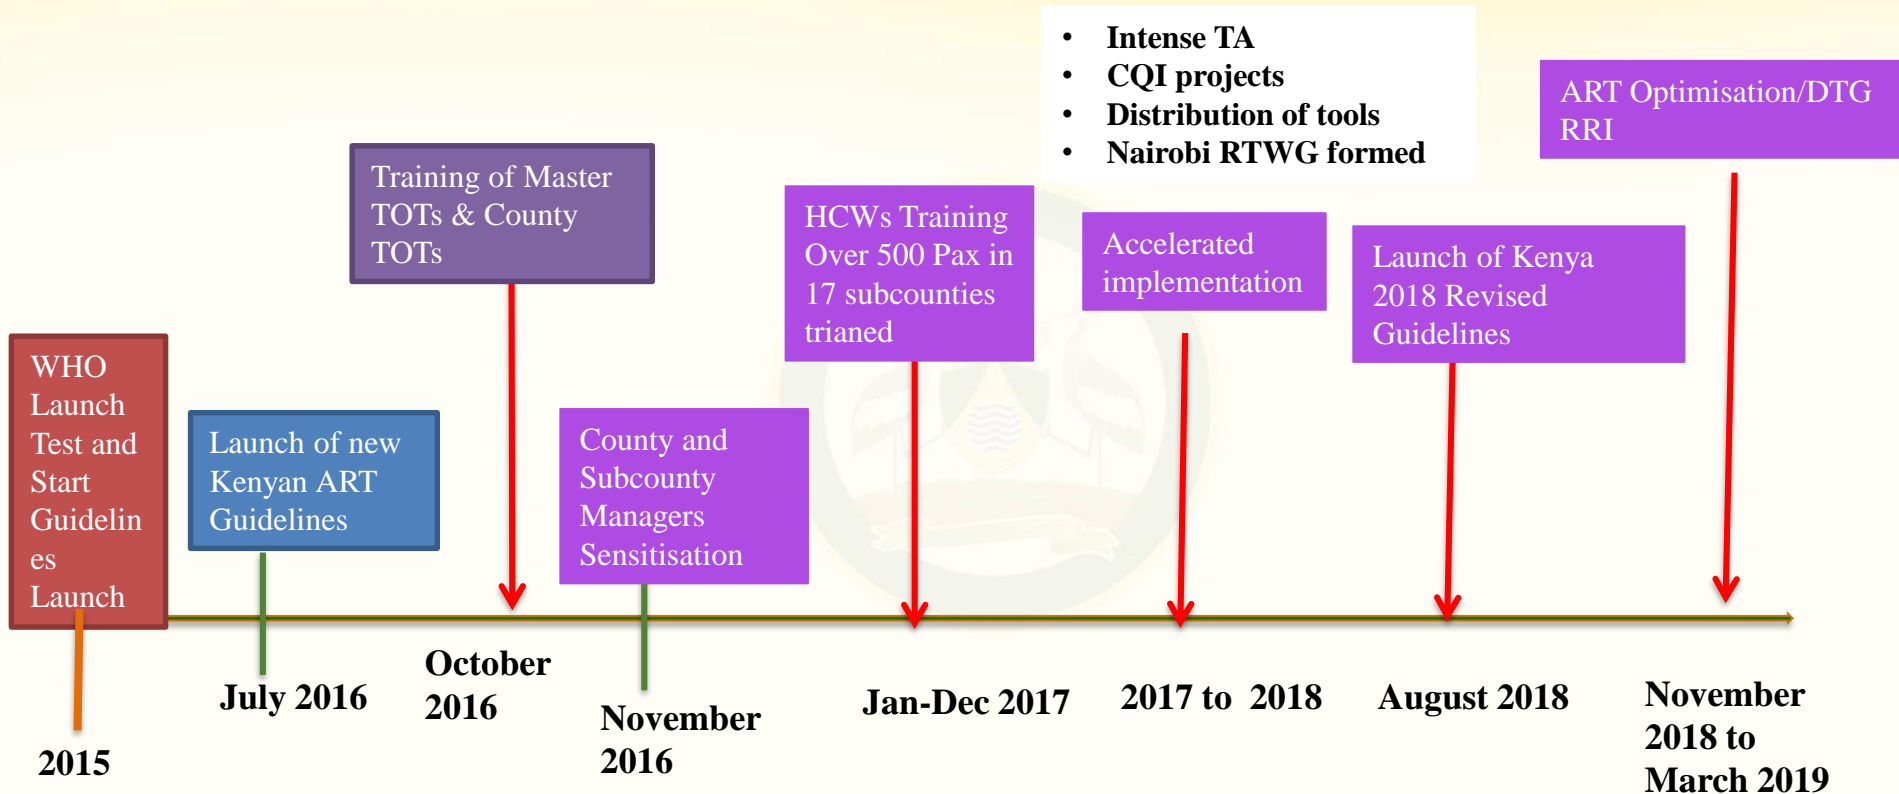 WHO
Launch
Test and
Start
Guidelin
es
Launch
2015
Launch of new
Kenyan ART
Guidelines
July 2016
Training of Master
TOTs & County
TOTs
October
2016
County and
Subcounty
Managers
Sensitisation
November
2016
HCWs Training
Over 500 Pax in
17 subcounties
trianed
Jan-Dec 2017
• Intense TA
• CQI projects
• Distribution of tools
• Nairobi RTWG formed
Accelerated
implementation
2017 to 2018
Launch of Kenya
2018 Revised
Guidelines
August 2018
ART Optimisation/DTG
RRI
November
2018 to
March 2019